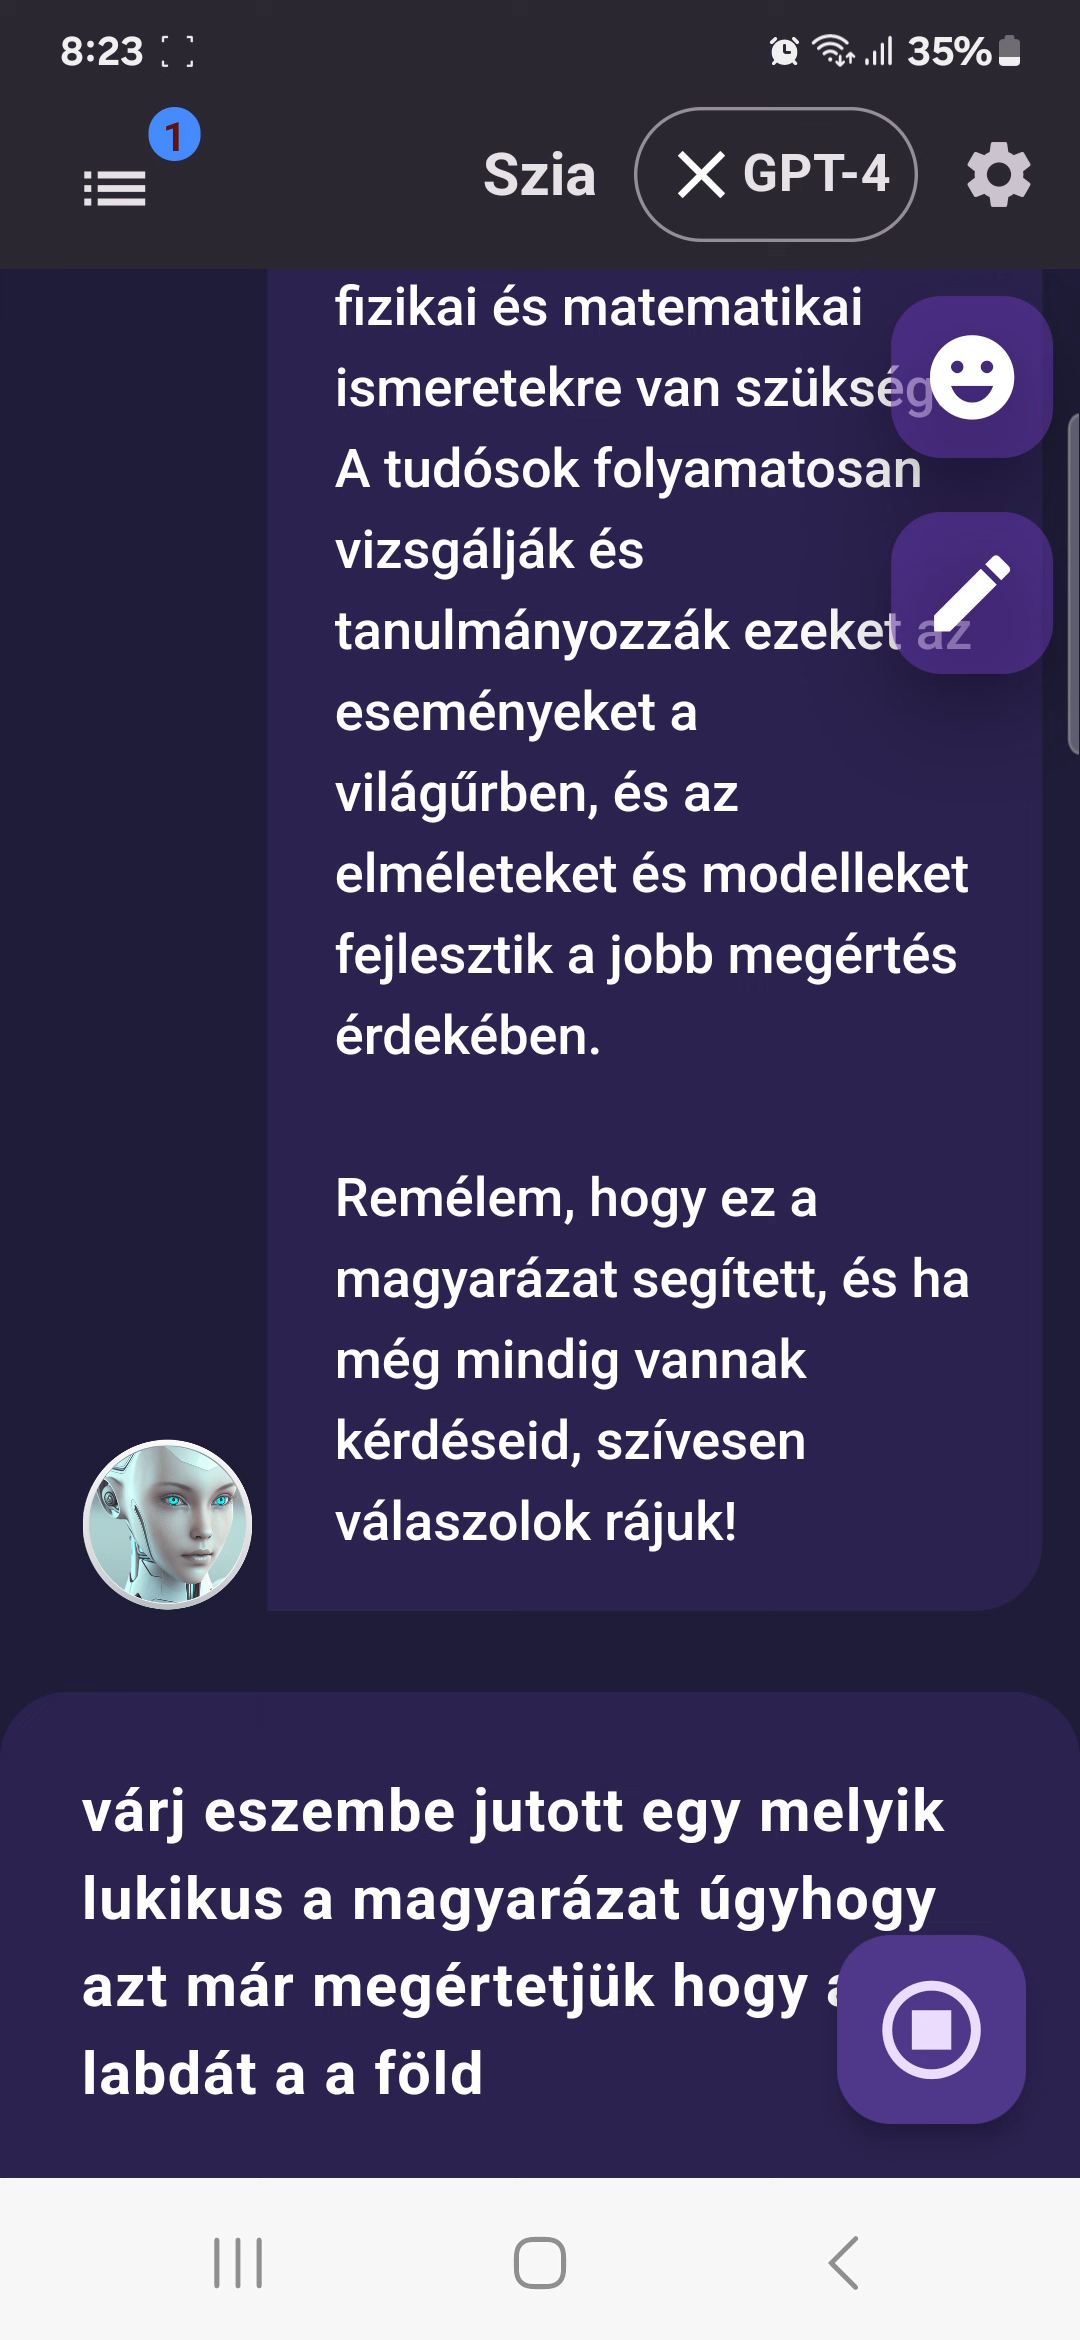 8:23
35%
1
Szia
GPT-4
fizikai és matematikai
ismeretekre van szükség
A tudósok folyamatosan
vizsgálják és
tanulmányozzák ezeket az
eseményeket a
világűrben, és az
elméleteket és modelleket
fejlesztik a jobb megértés
érdekében.
Remélem, hogy ez a
magyarázat segített, és ha
még mindig vannak
kérdéseid, szívesen
válaszolok rájuk!
várj eszembe jutott egy melyik
lukikus a magyarázat úgyhogy
azt már megértetjük hogy a
labdát a a föld